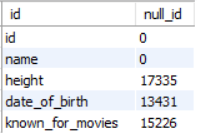 id null_id
id 0
name 0
height 17335
date_of_birth 13431
known_for_movies 15226